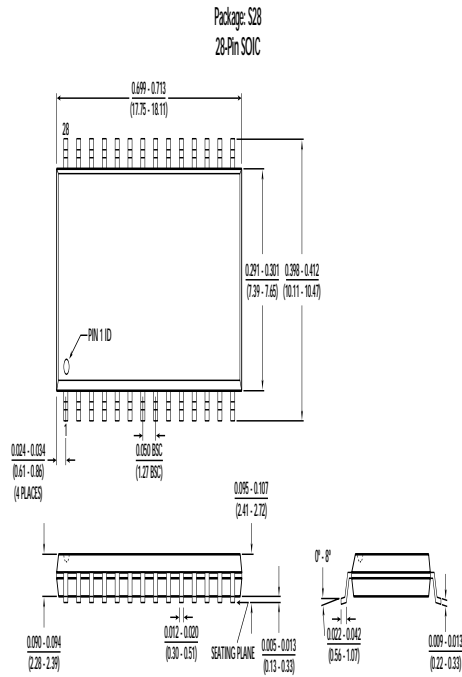 Package: S28
28-Pin SOIC
0.699 - 0.713
(17.75 - 18.11)
28
0.291 - 0.301
(7.39 - 7.65)
0.398 - 0.412
(10.11 - 10.47)
PIN 1 ID
1
0.024 - 0.034
(0.61 - 0.86)
(4 PLACES)
0.050 BSC
(1.27 BSC)
0.095 - 0.107
(2.41 - 2.72)
0° - 8°
0.090 - 0.094
(2.28 - 2.39)
0.012 - 0.020
(0.30 - 0.51)
SEATING PLANE
0.005 - 0.013
(0.13 - 0.33)
0.022 - 0.042
(0.56 - 1.07)
0.009 - 0.013
(0.22 - 0.33)